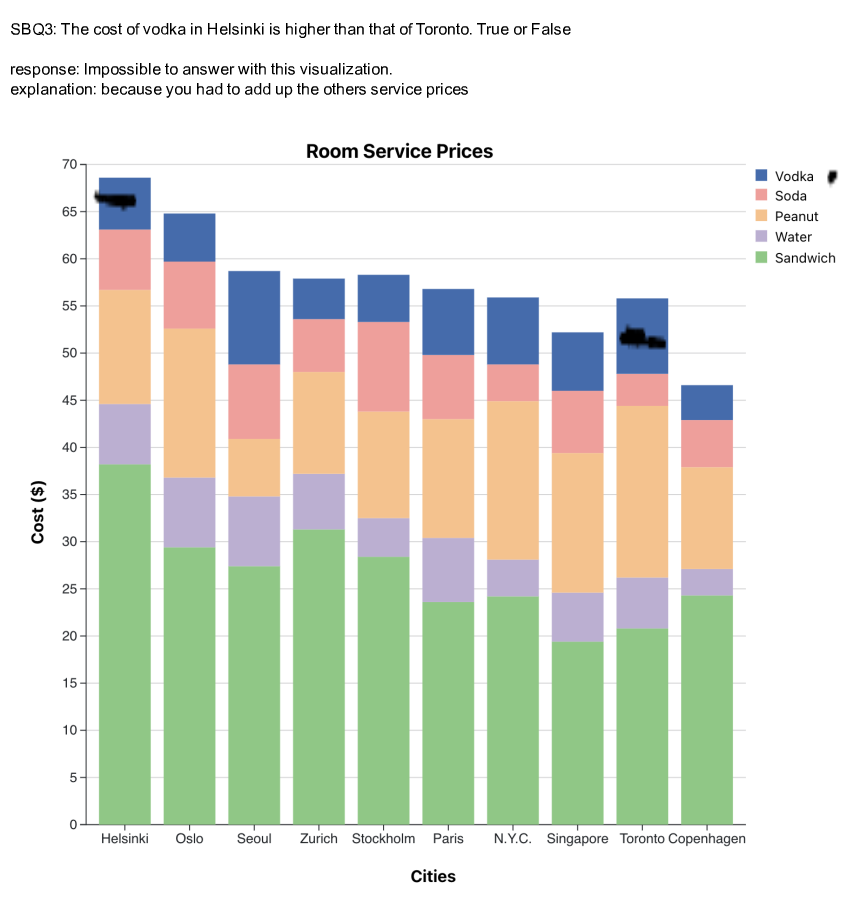 SBQ3: The cost of vodka in Helsinki is higher than that of Toronto. True or False
response: Impossible to answer with this visualization.
explanation: because you had to add up the others service prices
Room Service Prices
70
65
60
55
50
45
40
35
30
25
20
15
10
5
0
Cost ($)
Helsinki Oslo Seoul Zurich Stockholm Paris N.Y.C. Singapore Toronto Copenhagen
Cities
Vodka
Soda
Peanut
Water
Sandwich